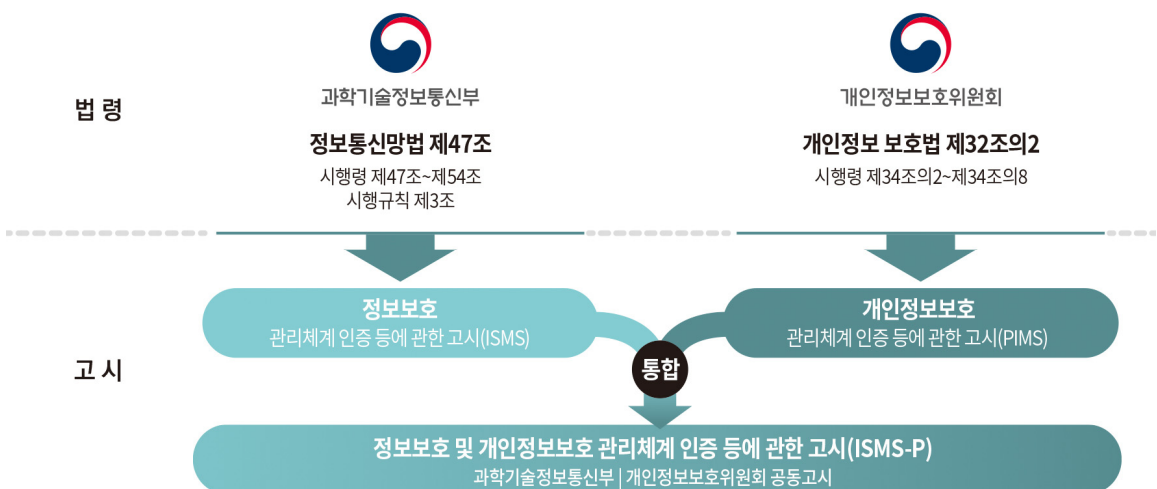 과학기술정보통신부
개인정보보호위원회
법 령
정보통신망법 제47조
개인정보 보호법 제32조의2
시행령 제47조~제54조
시행령 제34조의2~제34조의8
시행규칙 제3조
정보보호
관리체계 인증 등에 관한 고시(ISMS)
개인정보보호
관리체계 인증 등에 관한 고시(PIMS)
고 시
통합
정보보호 및 개인정보보호 관리체계 인증 등에 관한 고시(ISMS-P)
과학기술정보통신부 | 개인정보보호위원회 공동고시